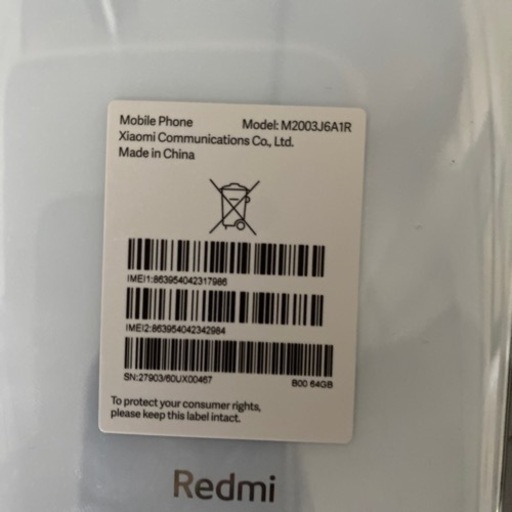 Mobile Phone Model: M2003J6A1R
Xiaomi Communications Co., Ltd.
Made in China
IMEI1:863954042317986
IMEI2:863954042342984
SN:27903/60UX00467 B00 64GB
To protect your consumer rights,
please keep this label intact.
Redmi